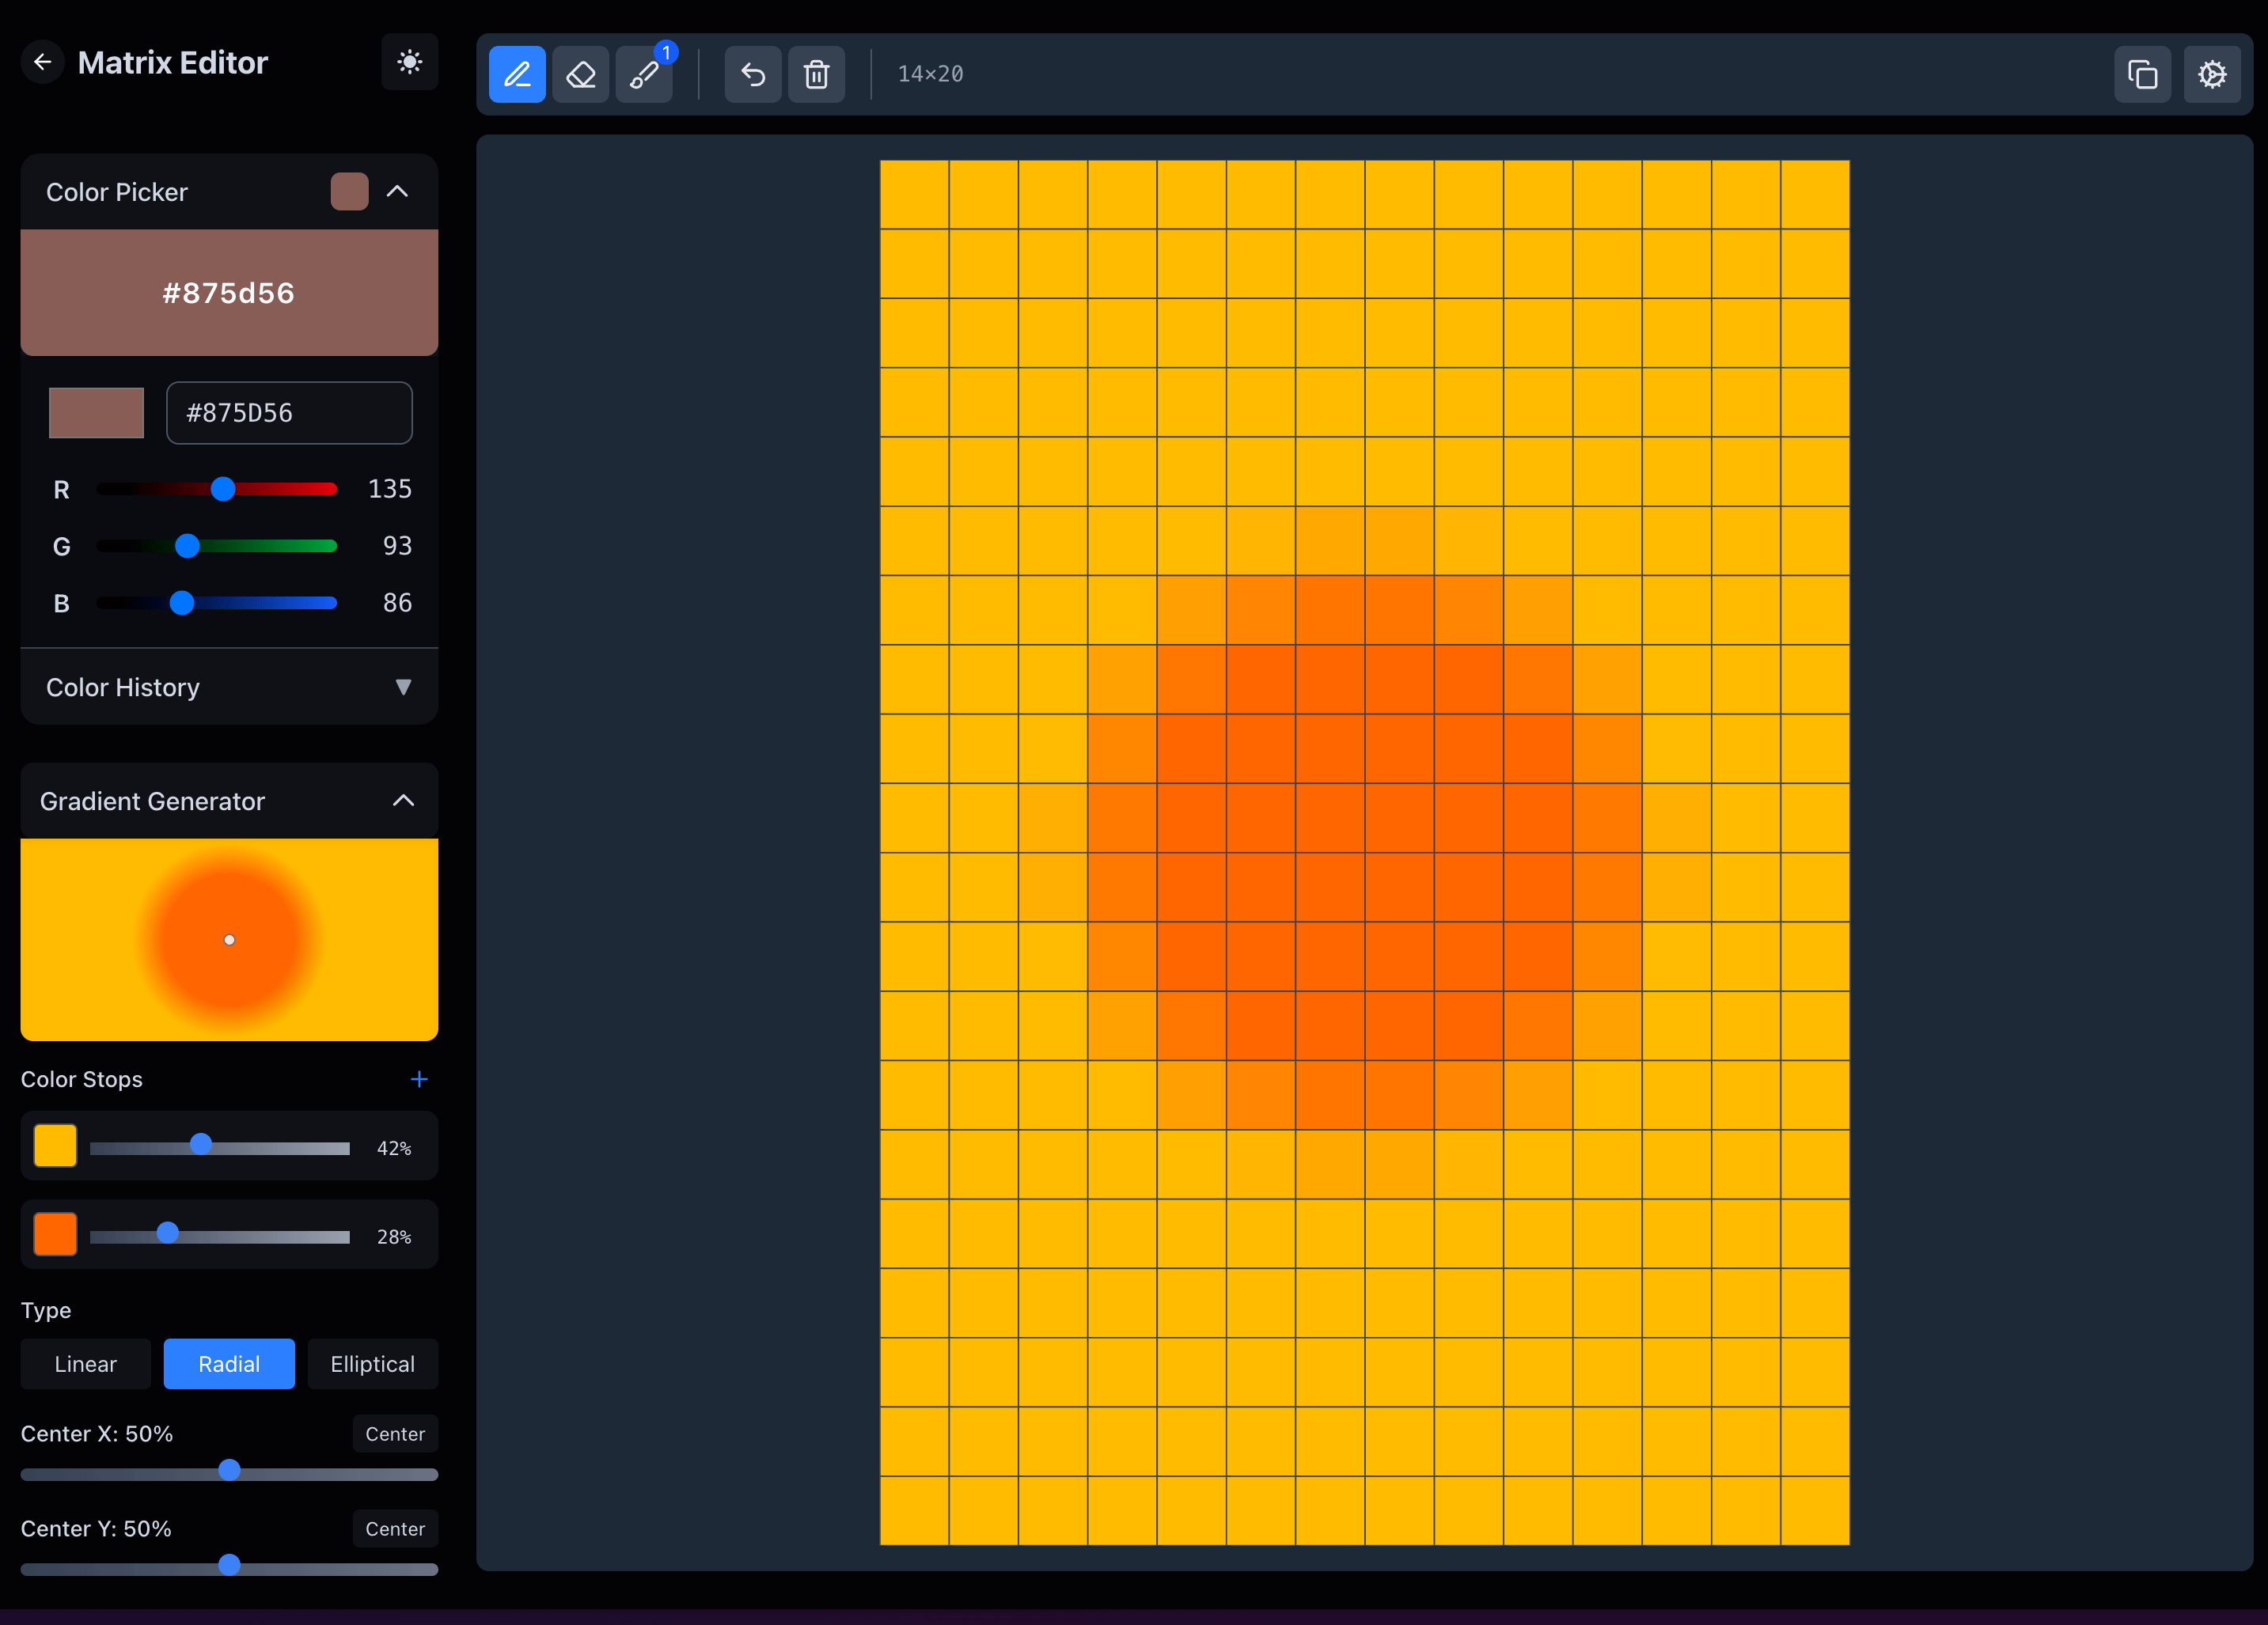 Matrix Editor
1
14×20
Color Picker
#875d56
#875D56
R 135
G 93
B 86
Color History
Gradient Generator
Color Stops
42%
28%
Type
Linear Radial Elliptical
Center X: 50% Center
Center Y: 50% Center